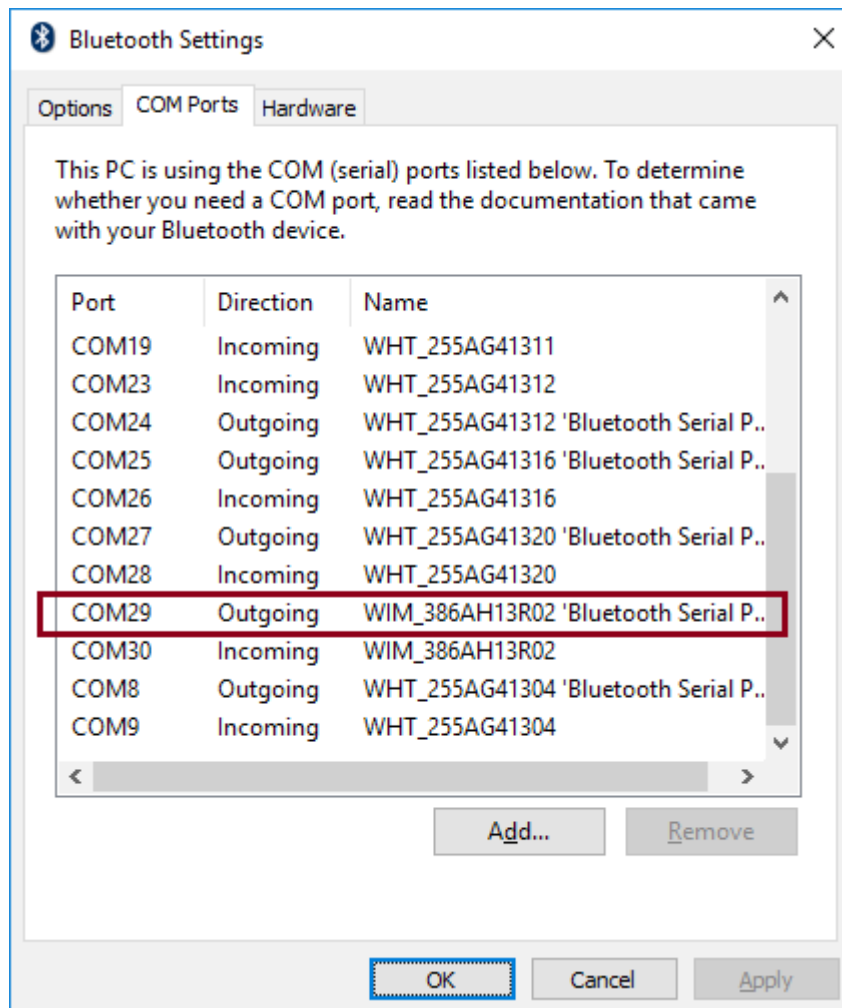 Bluetooth Settings
Options COM Ports Hardware
This PC is using the COM (serial) ports listed below. To determine
whether you need a COM port, read the documentation that came
with your Bluetooth device.
Port Direction Name
COM19 Incoming WHT_255AG41311
COM23 Incoming WHT_255AG41312
COM24 Outgoing WHT_255AG41312 'Bluetooth Serial P..
COM25 Outgoing WHT_255AG41316 'Bluetooth Serial P..
COM26 Incoming WHT_255AG41316
COM27 Outgoing WHT_255AG41320 'Bluetooth Serial P..
COM28 Incoming WHT_255AG41320
COM29 Outgoing WIM_386AH13R02 'Bluetooth Serial P..
COM30 Incoming WIM_386AH13R02
COM8 Outgoing WHT_255AG41304 'Bluetooth Serial P..
COM9 Incoming WHT_255AG41304
Add... Remove
OK Cancel Apply